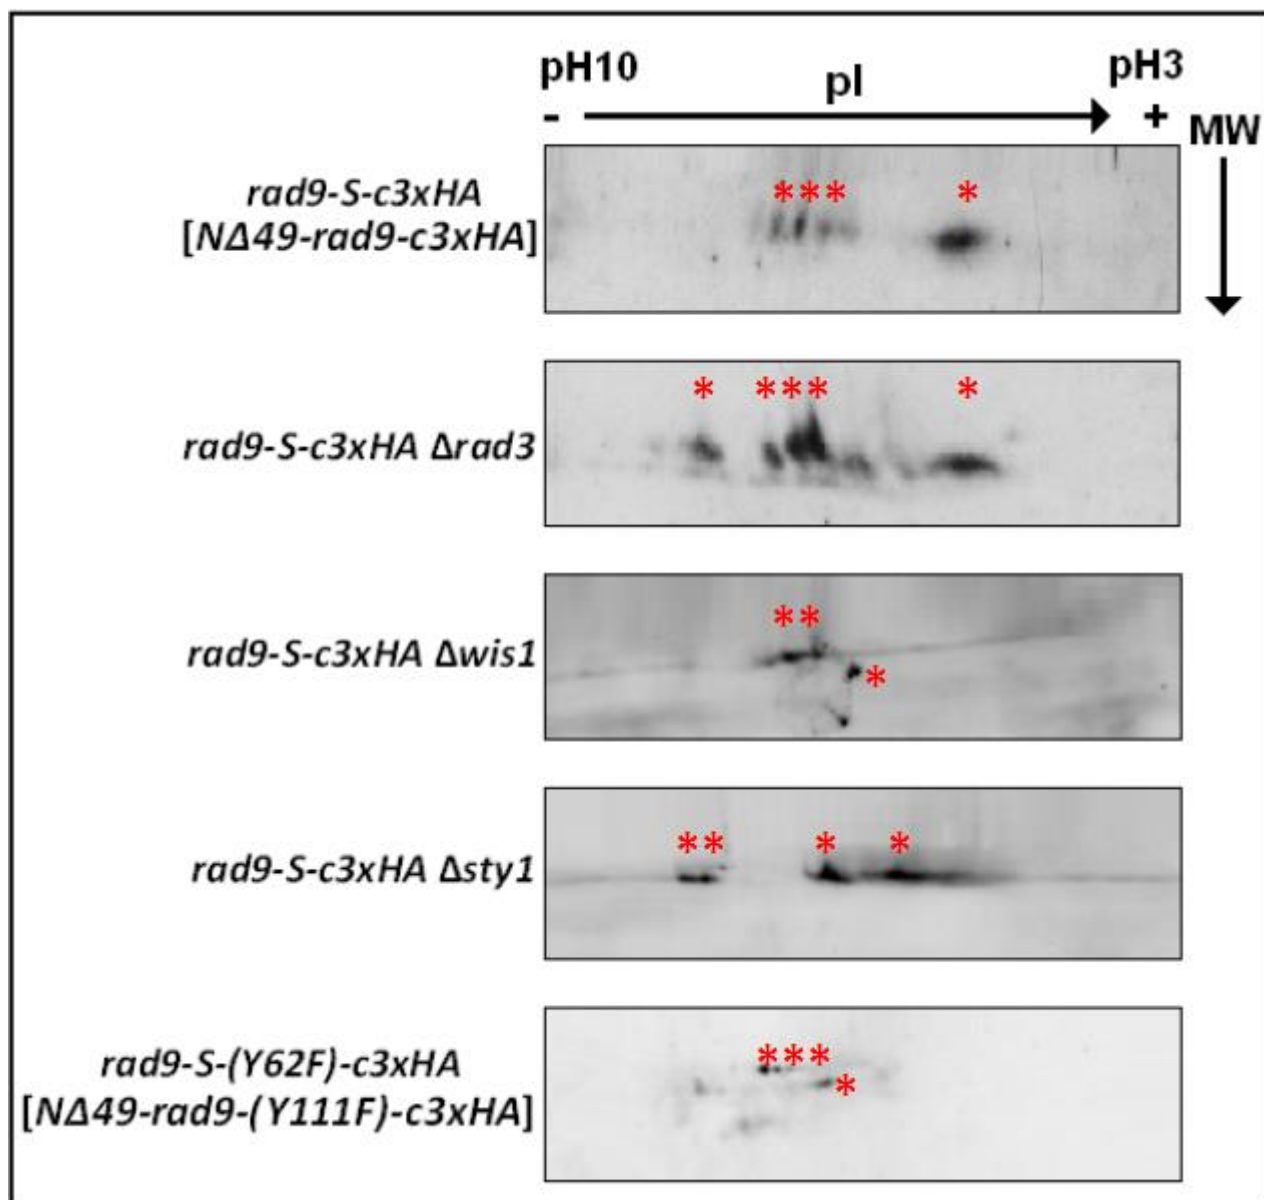 pH10 pI pH3
- +
MW
rad9-S-c3xHA
[NΔ49-rad9-c3xHA]
* * * *
rad9-S-c3xHA Δrad3
* * * * *
rad9-S-c3xHA Δwis1
* * *
rad9-S-c3xHA Δsty1
* * * *
rad9-S-(Y62F)-c3xHA
[NΔ49-rad9-(Y111F)-c3xHA]
* * * *